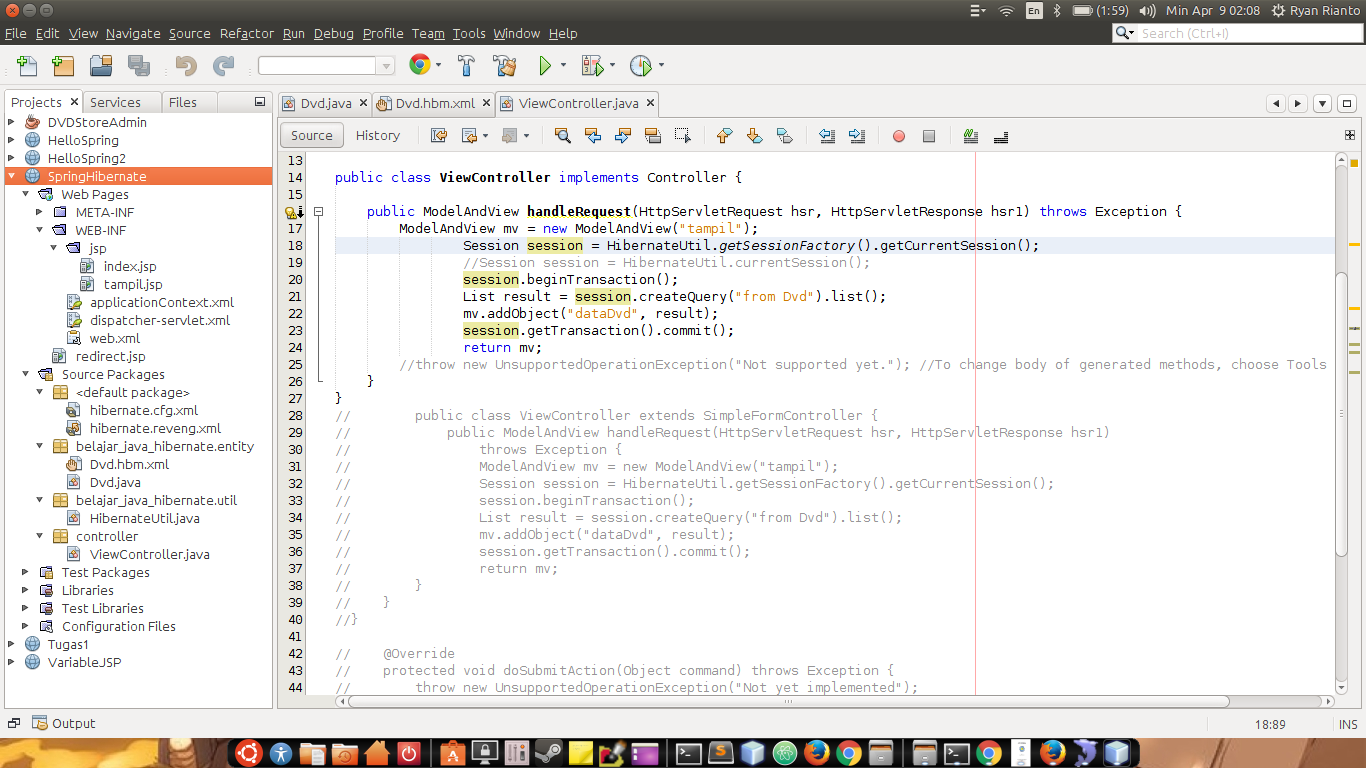 En (1:59) Min Apr 9 02:08 Ryan Rianto
File Edit View Navigate Source Refactor Run Debug Profile Team Tools Window Help Search (Ctrl+I)
Projects Services Files
DVDStoreAdmin
HelloSpring
HelloSpring2
SpringHibernate
Web Pages
META-INF
WEB-INF
jsp
index.jsp
tampil.jsp
applicationContext.xml
dispatcher-servlet.xml
web.xml
redirect.jsp
Source Packages
<default package>
hibernate.cfg.xml
hibernate.reveng.xml
belajar_java_hibernate.entity
Dvd.hbm.xml
Dvd.java
belajar_java_hibernate.util
HibernateUtil.java
controller
ViewController.java
Test Packages
Libraries
Test Libraries
Configuration Files
Tugas1
VariableJSP
Dvd.java Dvd.hbm.xml ViewController.java
Source History
13
14 public class ViewController implements Controller {
15
public ModelAndView handleRequest(HttpServletRequest hsr, HttpServletResponse hsr1) throws Exception {
17 ModelAndView mv = new ModelAndView("tampil");
18 Session session = HibernateUtil.getSessionFactory().getCurrentSession();
19 //Session session = HibernateUtil.currentSession();
20 session.beginTransaction();
21 List result = session.createQuery("from Dvd").list();
22 mv.addObject("dataDvd", result);
23 session.getTransaction().commit();
24 return mv;
25 //throw new UnsupportedOperationException("Not supported yet."); //To change body of generated methods, choose Tools
26 }
27 }
28 // public class ViewController extends SimpleFormController {
29 // public ModelAndView handleRequest(HttpServletRequest hsr, HttpServletResponse hsr1)
30 // throws Exception {
31 // ModelAndView mv = new ModelAndView("tampil");
32 // Session session = HibernateUtil.getSessionFactory().getCurrentSession();
33 // session.beginTransaction();
34 // List result = session.createQuery("from Dvd").list();
35 // mv.addObject("dataDvd", result);
36 // session.getTransaction().commit();
37 // return mv;
38 // }
39 // }
40 //}
41
42 // @Override
43 // protected void doSubmitAction(Object command) throws Exception {
44 // throw new UnsupportedOperationException("Not yet implemented");
Output 18:89 INS